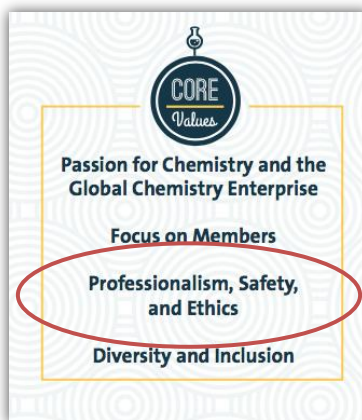 CORE
Values
Passion for Chemistry and the
Global Chemistry Enterprise
Focus on Members
Professionalism, Safety,
and Ethics
Diversity and Inclusion